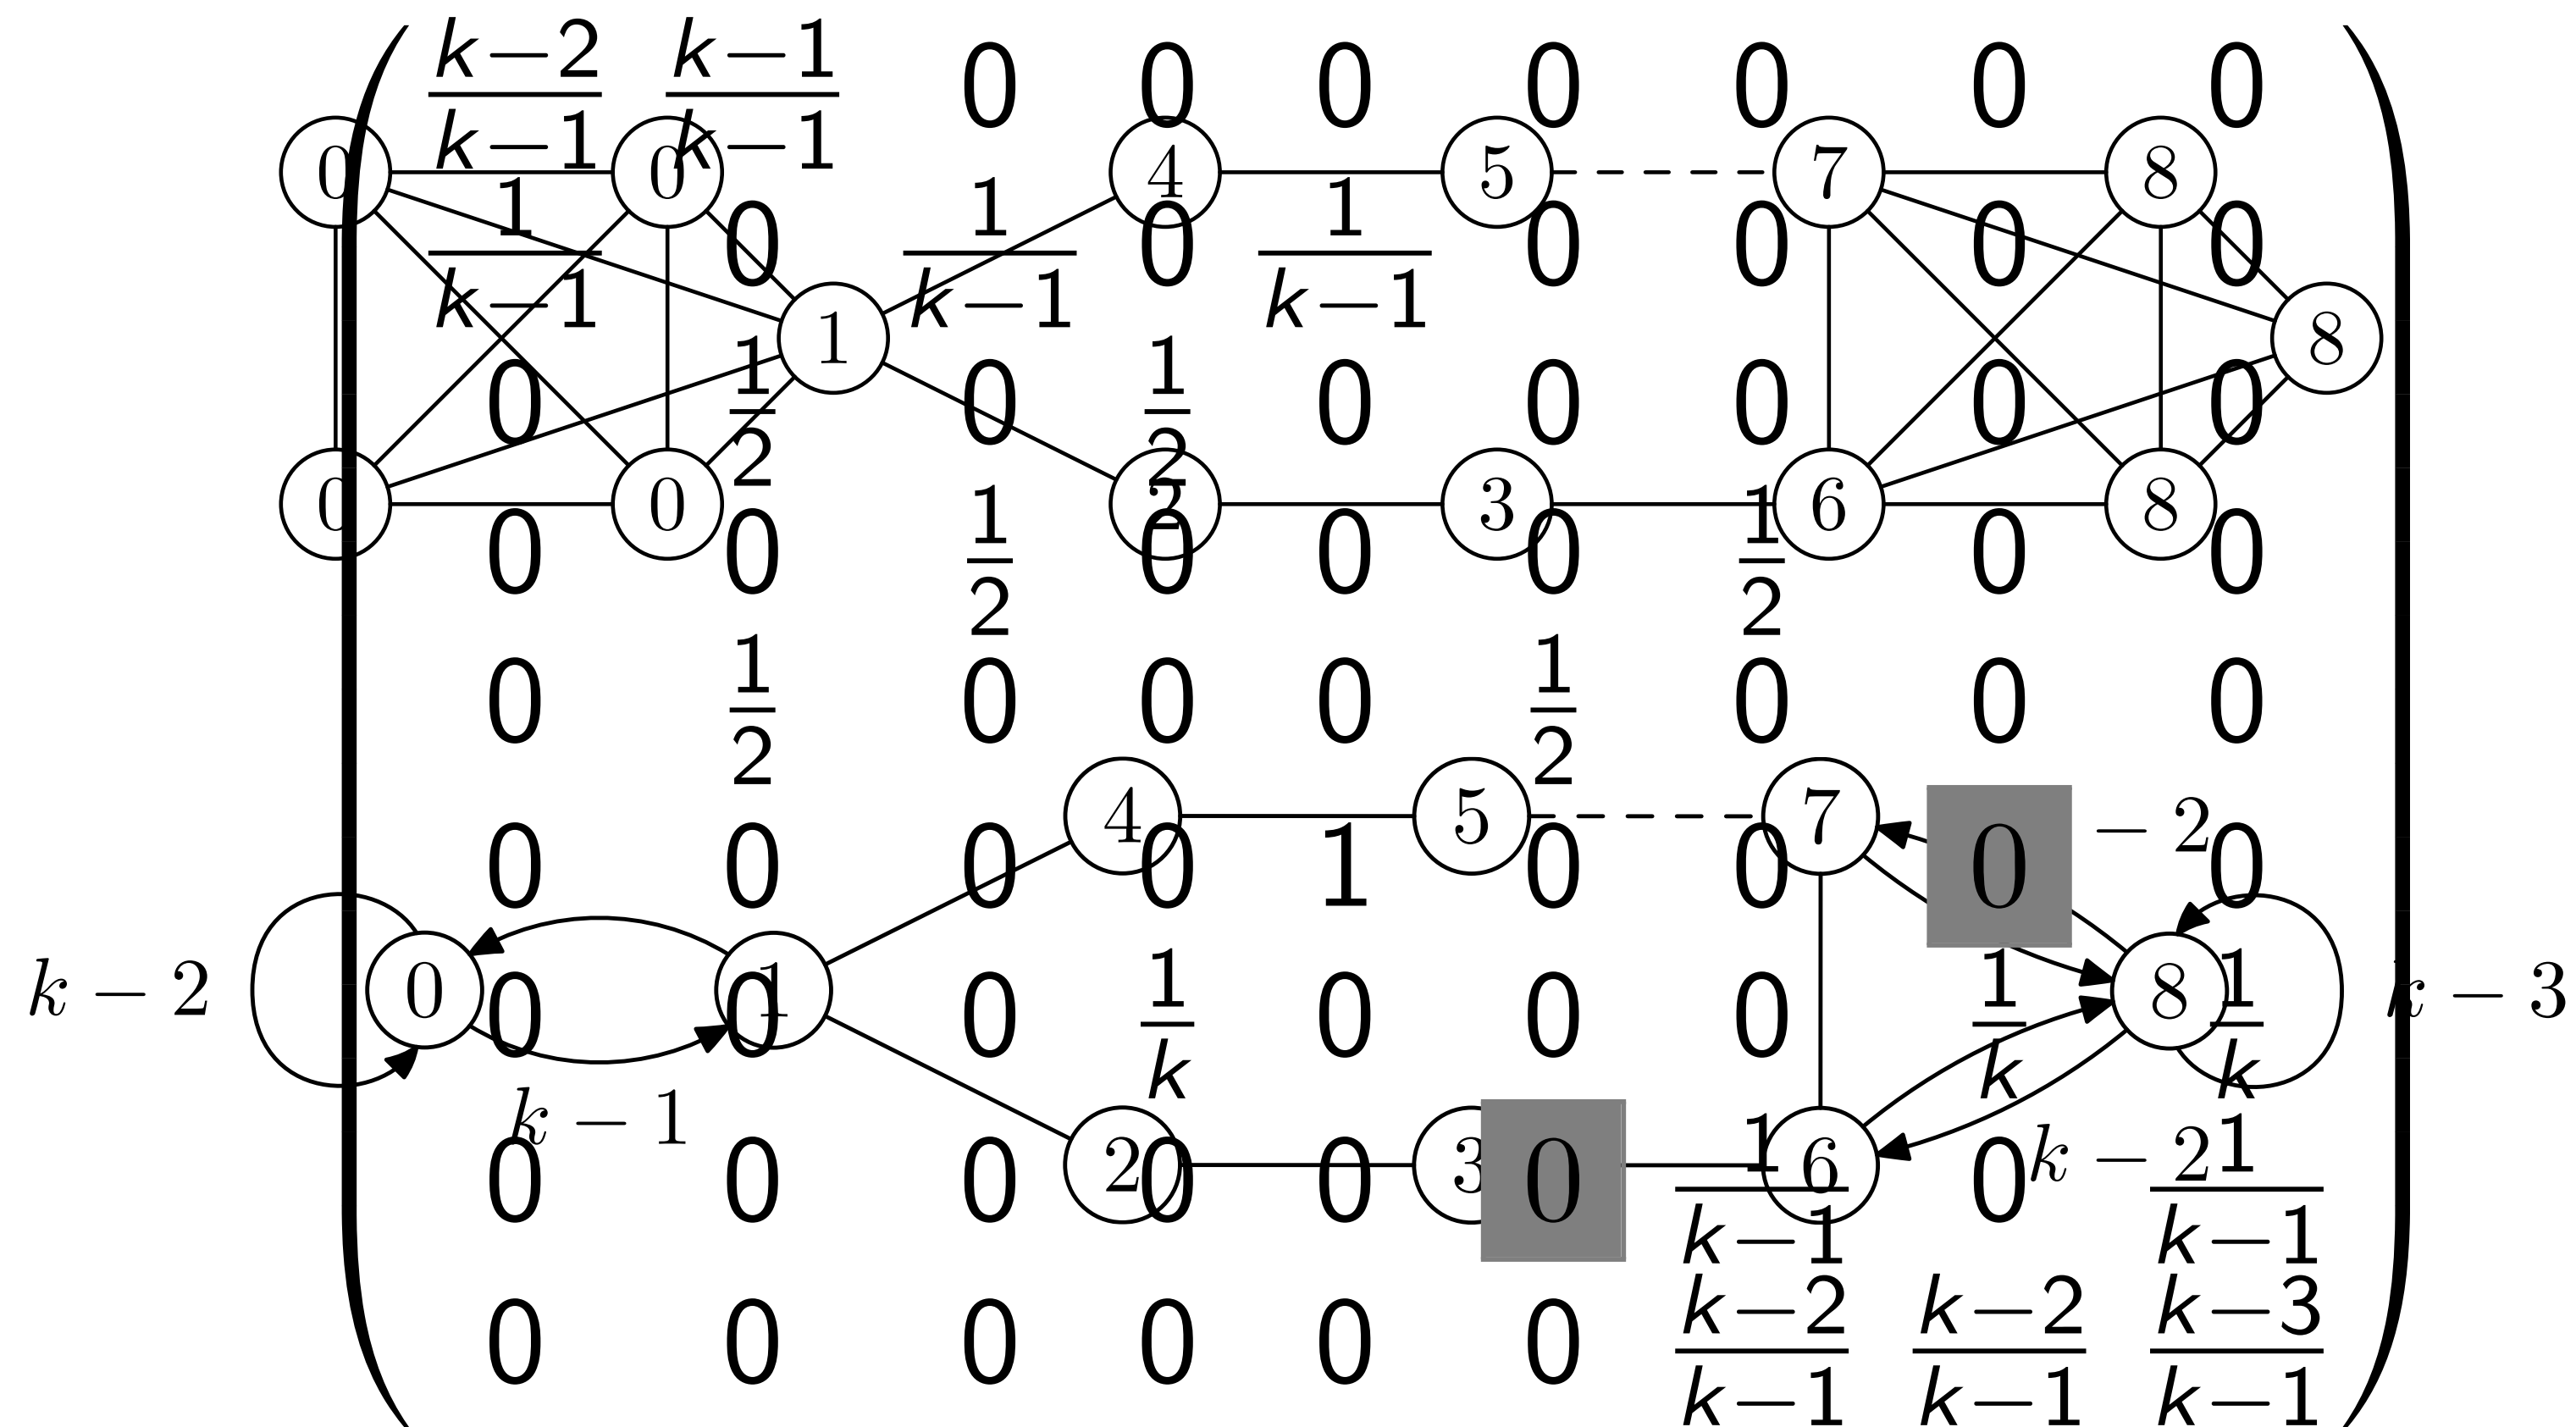 k−2/k−1 k−1/k−1 0 0 0 0 0 0 0
1/k−1 0 1/k−1 0 1/k−1 0 0 0 0
0 1/2 0 1/2 0 0 0 0 0
0 0 1/2 0 0 0 1/2 0 0
0 1/2 0 0 0 1/2 0 0 0
0 0 0 0 1 0 0 0 0
0 0 0 1/k 0 0 0 1/k 1/k
0 0 0 0 0 0 1/k−1 0 1/k−1
0 0 0 0 0 0 k−2/k−1 k−2/k−1 k−3/k−1
0 0 4 5 7 8
1 8
0 0 2 3 6 8
4 5 7 − 2
k − 2 0 1 8 k − 3
k − 1
2 3 6 k − 2